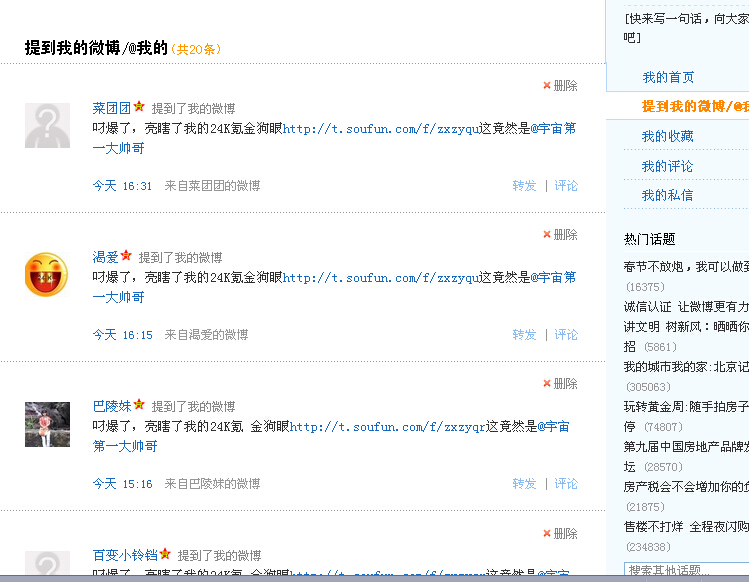 提到我的微博/@我的(共20条)
删除
菜团团 提到了我的微博
叼爆了，亮瞎了我的24K氪金狗眼http://t.soufun.com/f/zxzyqu这竟然是@宇宙第
一大帅哥
今天 16:31 来自菜团团的微博
转发 | 评论
删除
渴爱 提到了我的微博
叼爆了，亮瞎了我的24K氪金狗眼http://t.soufun.com/f/zxzyqu这竟然是@宇宙第
一大帅哥
今天 16:15 来自渴爱的微博
转发 | 评论
删除
巴陵妹 提到了我的微博
叼爆了，亮瞎了我的24K氪 金狗眼http://t.soufun.com/f/zxzyqr这竟然是@宇宙
第一大帅哥
今天 15:16 来自巴陵妹的微博
转发 | 评论
删除
百变小铃铛 提到了我的微博
[快来写一句话，向大家
吧]
我的首页
提到我的微博/@我
我的收藏
我的评论
我的私信
热门话题
春节不放炮，我可以做到
(16375)
诚信认证 让微博更有力
讲文明 树新风：晒晒你
招 (5861)
我的城市我的家:北京记
(305063)
玩转黄金周:随手拍房子
停 (74807)
第九届中国房地产品牌发
坛 (28570)
房产税会不会增加你的负
(21875)
售楼不打烊 全程夜闪购
(234838)
搜索其他话题...